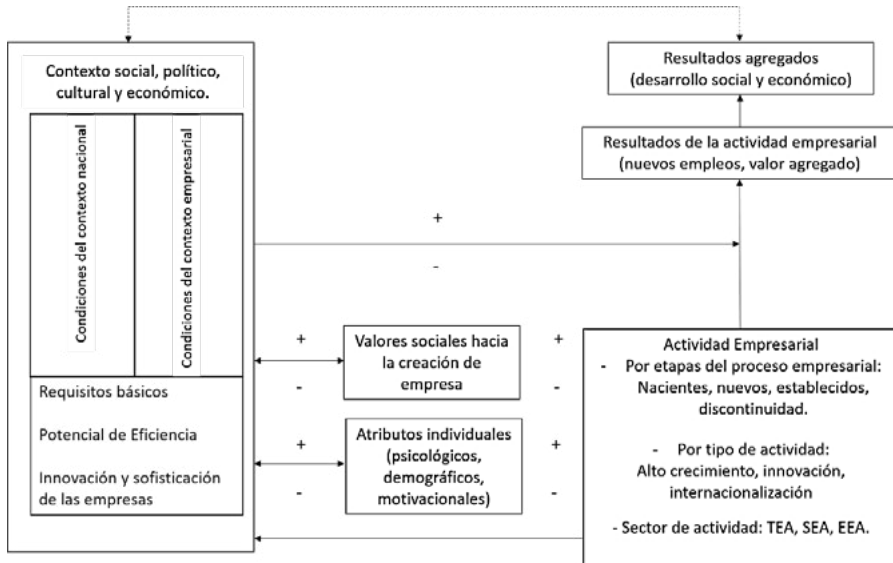 Contexto social, político,
cultural y económico.
Condiciones del contexto nacional
Condiciones del contexto empresarial
Requisitos básicos
Potencial de Eficiencia
Innovación y sofisticación
de las empresas
Resultados agregados
(desarrollo social y económico)
Resultados de la actividad empresarial
(nuevos empleos, valor agregado)
+
-
+
-
Valores sociales hacia
la creación de
empresa
+
-
+
-
Atributos individuales
(psicológicos,
demográficos,
motivacionales)
+
-
Actividad Empresarial
- Por etapas del proceso empresarial:
Nacientes, nuevos, establecidos,
discontinuidad.
- Por tipo de actividad:
Alto crecimiento, innovación,
internacionalización
- Sector de actividad: TEA, SEA, EEA.